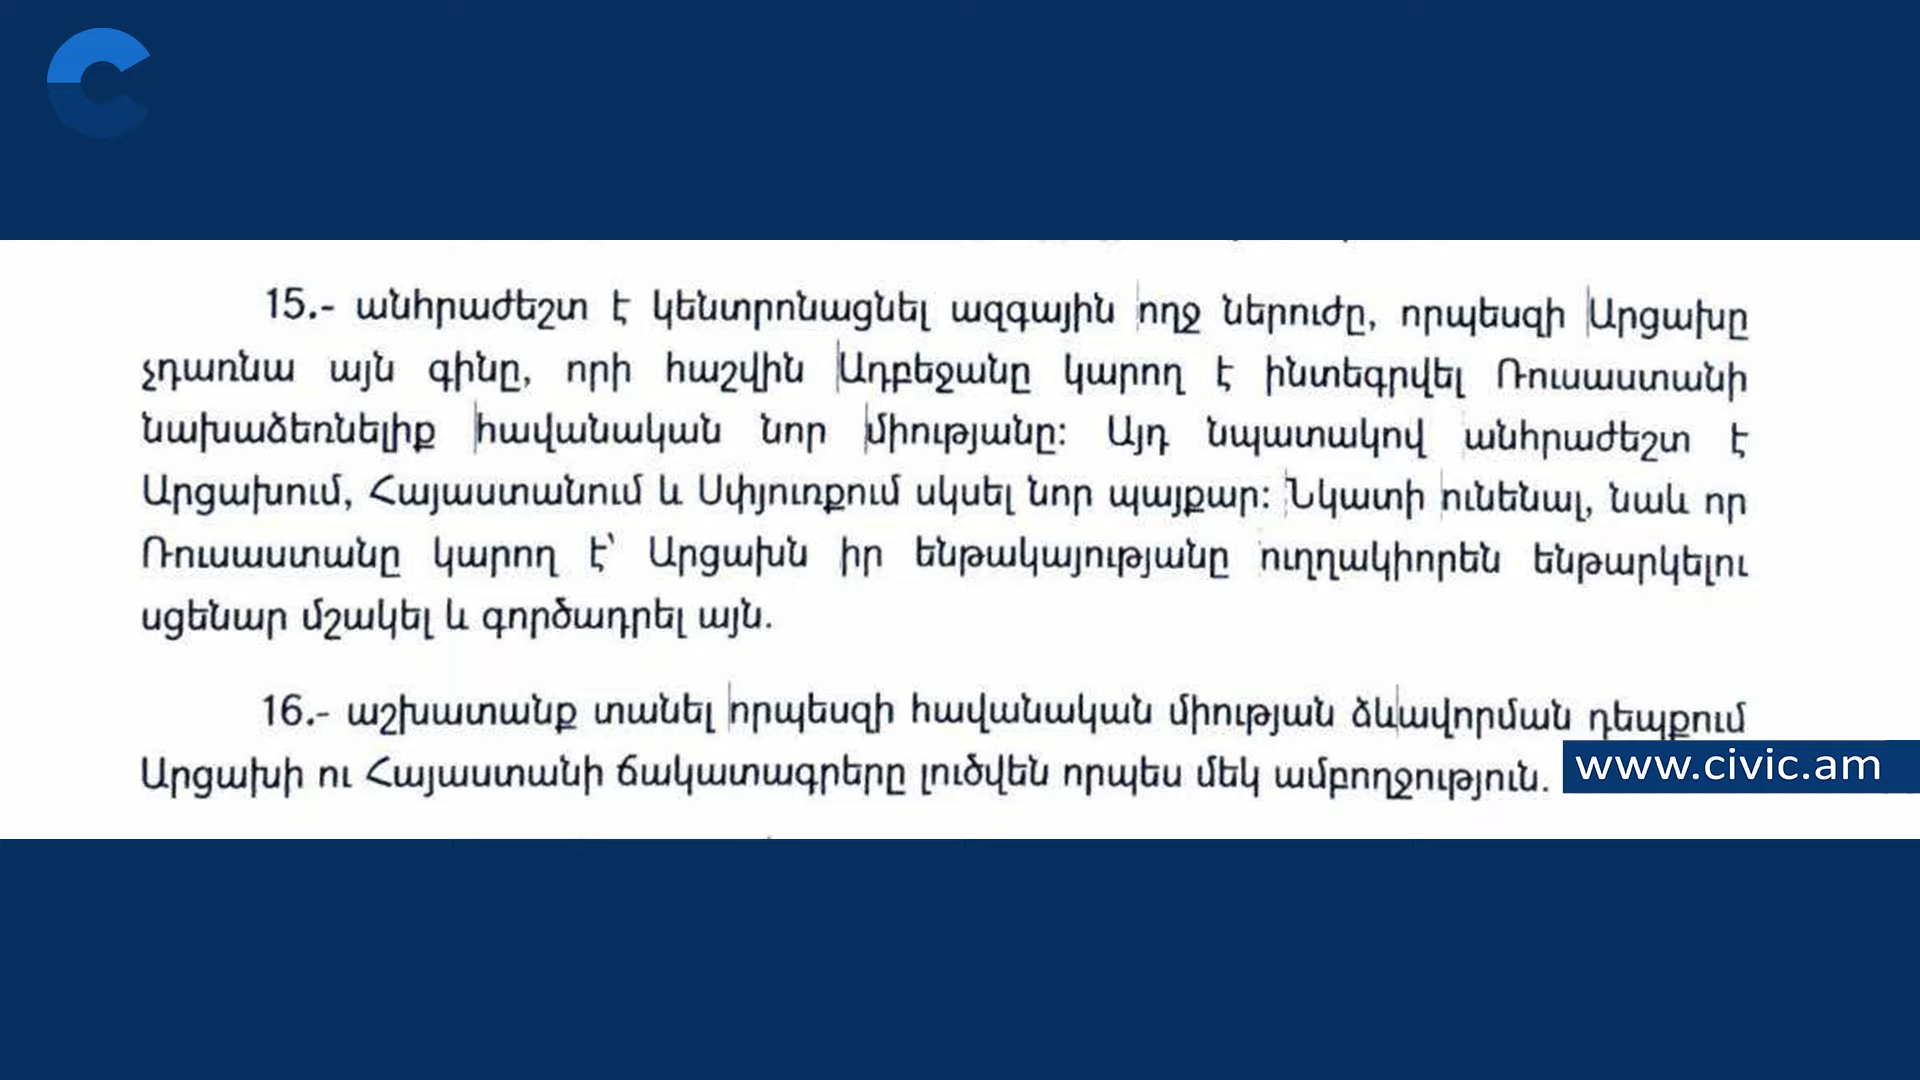 15.- անհրաժեշտ է կենտրոնացնել ազգային ողջ ներուժը, որպեսզի Արցախը
չդառնա այն գինը, որի հաշվին Ադբեջանը կարող է ինտեգրվել Ռուսաստանի
նախաձեռնելիք հավանական նոր միությանը: Այդ նպատակով անհրաժեշտ է
Արցախում, Հայաստանում և Սփյուռքում սկսել նոր պայքար: Նկատի ունենալ, նաև որ
Ռուսաստանը կարող է՝ Արցախն իր ենթակայությանը ուղղակիորեն ենթարկելու
սցենար մշակել և գործադրել այն.
16.- աշխատանք տանել որպեսզի հավանական միության ձևավորման դեպքում
Արցախի ու Հայաստանի ճակատագրերը լուծվեն որպես մեկ ամբողջություն.
www.civic.am